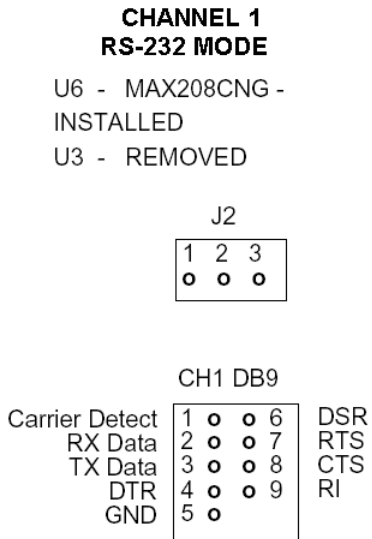 CHANNEL 1
RS-232 MODE
U6 - MAX208CNG -
INSTALLED
U3 - REMOVED
J2
1 2 3
CH1 DB9
Carrier Detect 1 6 DSR
RX Data 2 7 RTS
TX Data 3 8 CTS
DTR 4 9 RI
GND 5